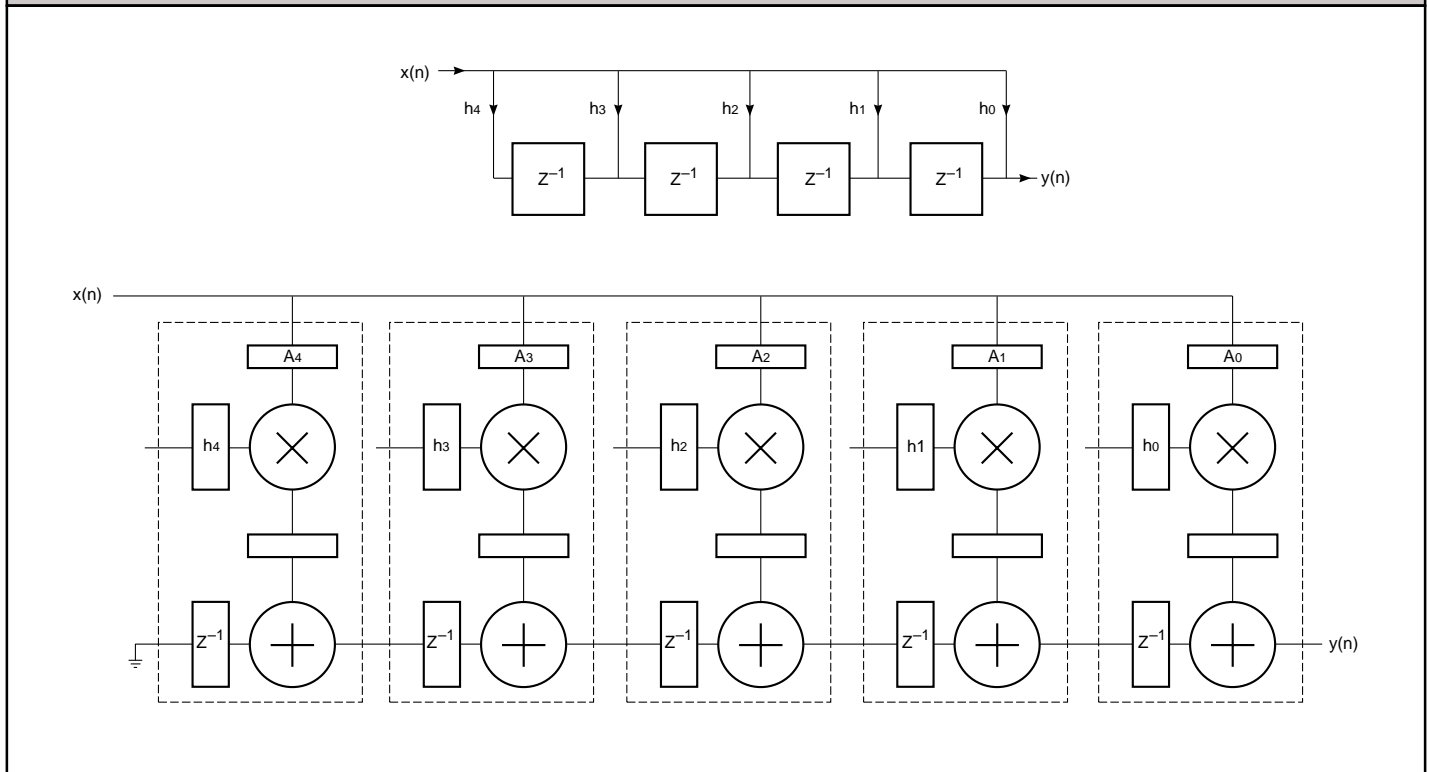 x(n)
h4 h3 h2 h1 h0
Z–1 Z–1 Z–1 Z–1 y(n)
x(n)
A4 A3 A2 A1 A0
h4 h3 h2 h1 h0
Z–1 Z–1 Z–1 Z–1 Z–1 y(n)